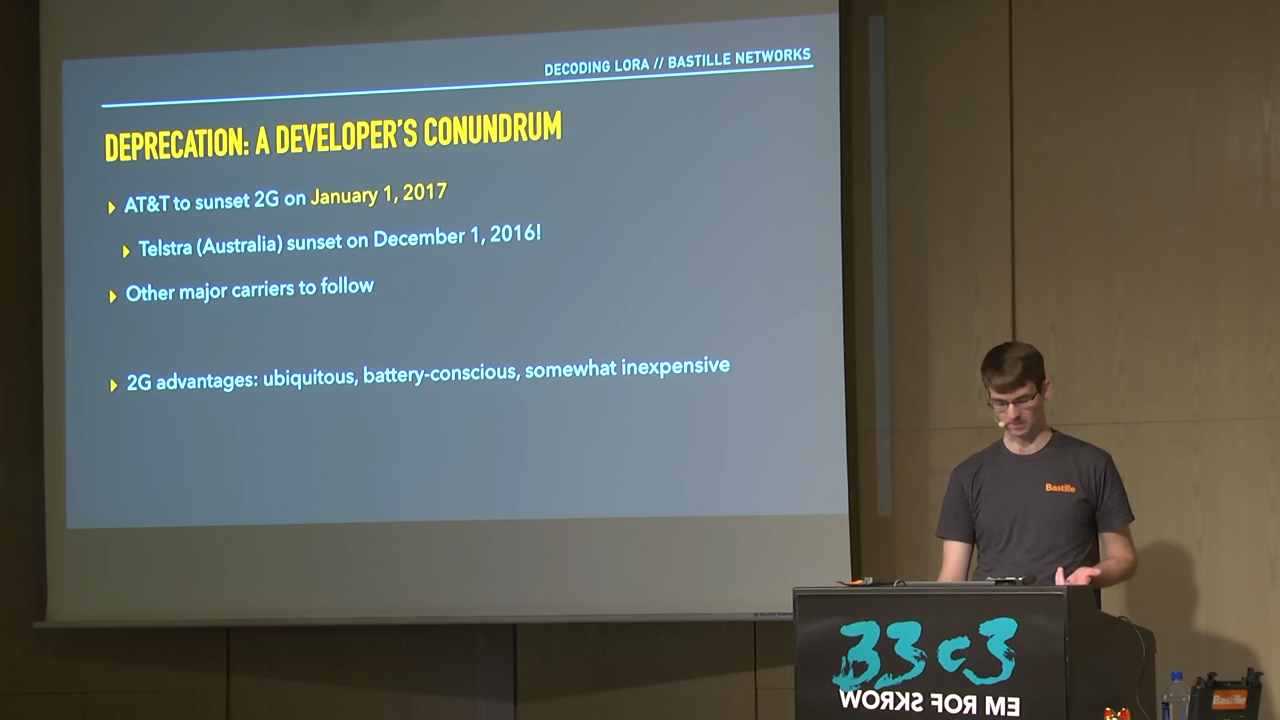 DECODING LORA // BASTILLE NETWORKS
DEPRECATION: A DEVELOPER'S CONUNDRUM
AT&T to sunset 2G on January 1, 2017
Telstra (Australia) sunset on December 1, 2016!
Other major carriers to follow
2G advantages: ubiquitous, battery-conscious, somewhat inexpensive
Bastille
33c3
WORKS FOR ME
Bastille